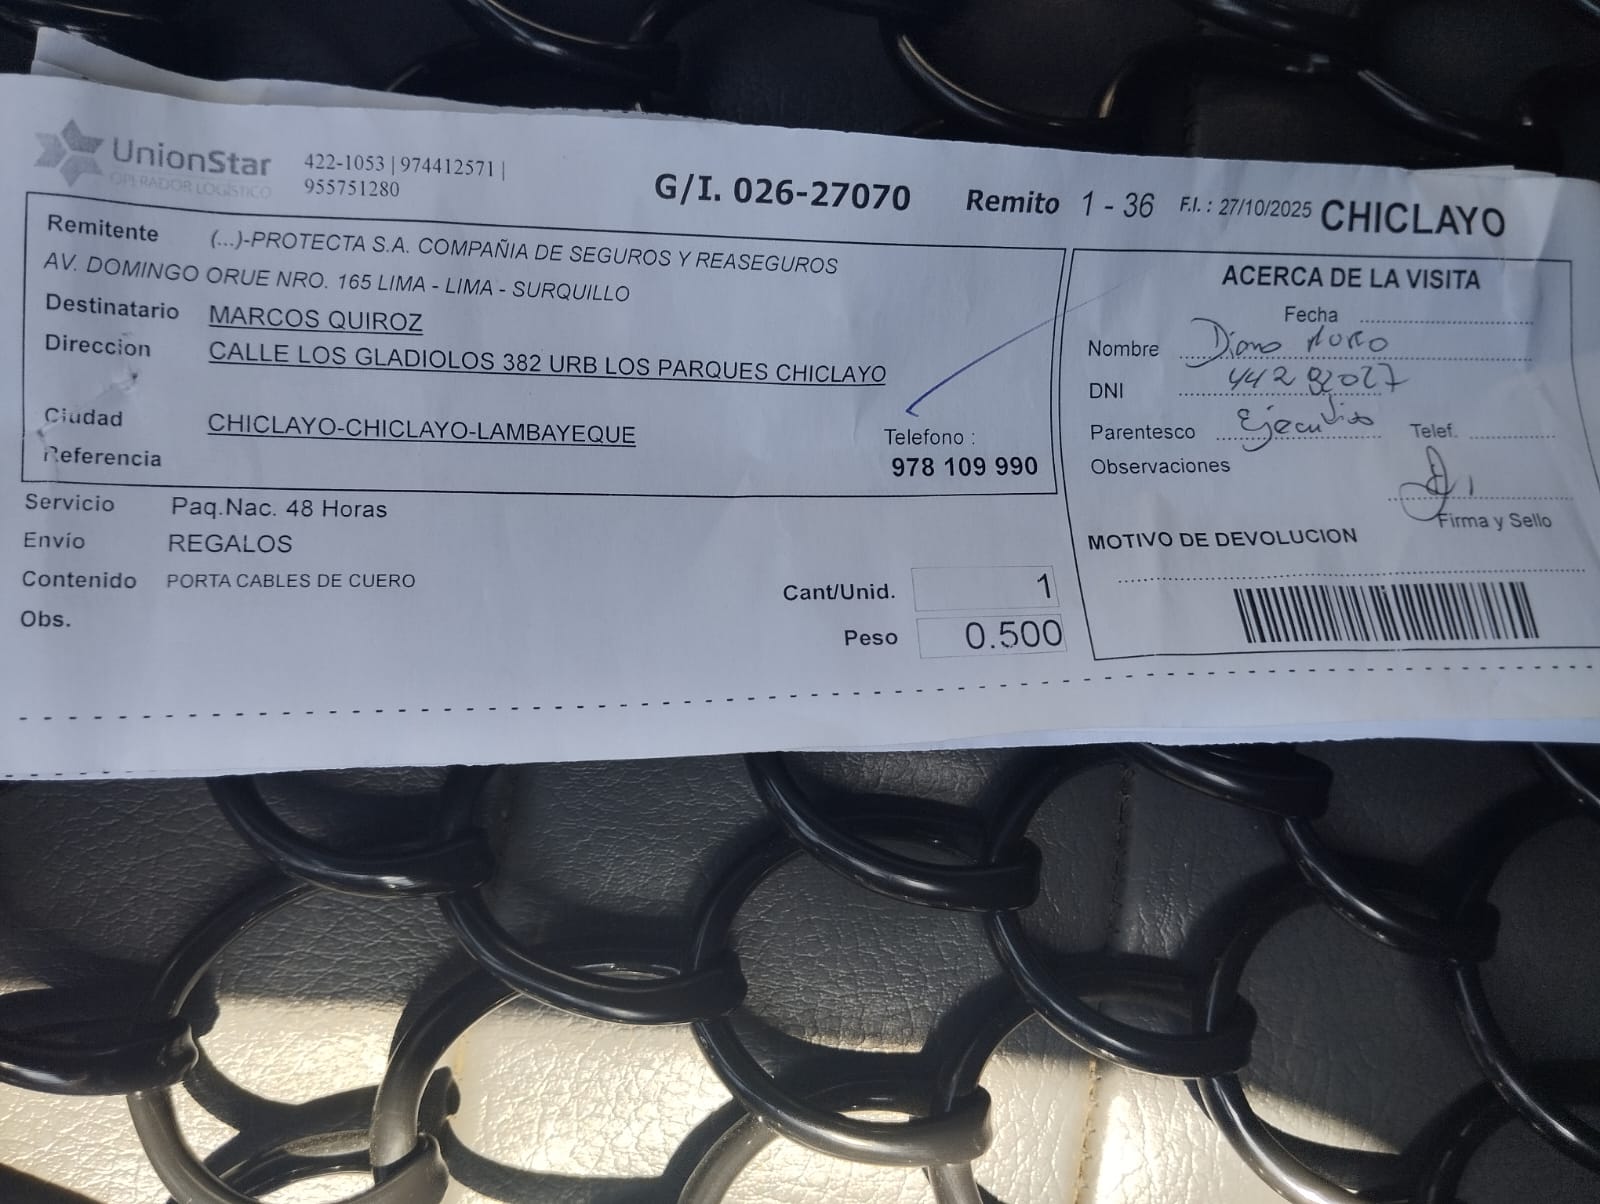 UnionStar
OPERADOR LOGÍSTICO
422-1053 | 974412571 |
955751280
G/I. 026-27070 Remito 1 - 36 F.I. : 27/10/2025 CHICLAYO
Remitente (...)-PROTECTA S.A. COMPAÑIA DE SEGUROS Y REASEGUROS
AV. DOMINGO ORUE NRO. 165 LIMA - LIMA - SURQUILLO
Destinatario MARCOS QUIROZ
Direccion CALLE LOS GLADIOLOS 382 URB LOS PARQUES CHICLAYO
Ciudad CHICLAYO-CHICLAYO-LAMBAYEQUE
Referencia
Telefono :
978 109 990
Servicio Paq.Nac. 48 Horas
Envío REGALOS
Contenido PORTA CABLES DE CUERO
Obs.
Cant/Unid. 1
Peso 0.500
ACERCA DE LA VISITA
Fecha
Nombre
DNI 44282027
Parentesco Ejecutivo Telef.
Observaciones
Firma y Sello
MOTIVO DE DEVOLUCION